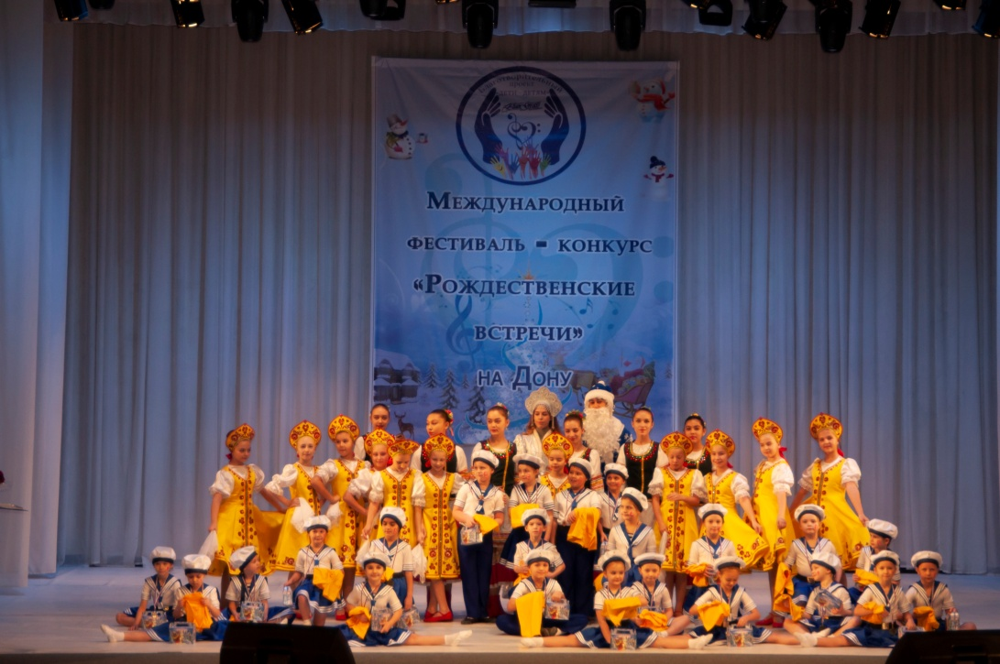 Международный
фестиваль - конкурс
“Рождественские
встречи”
на Дону